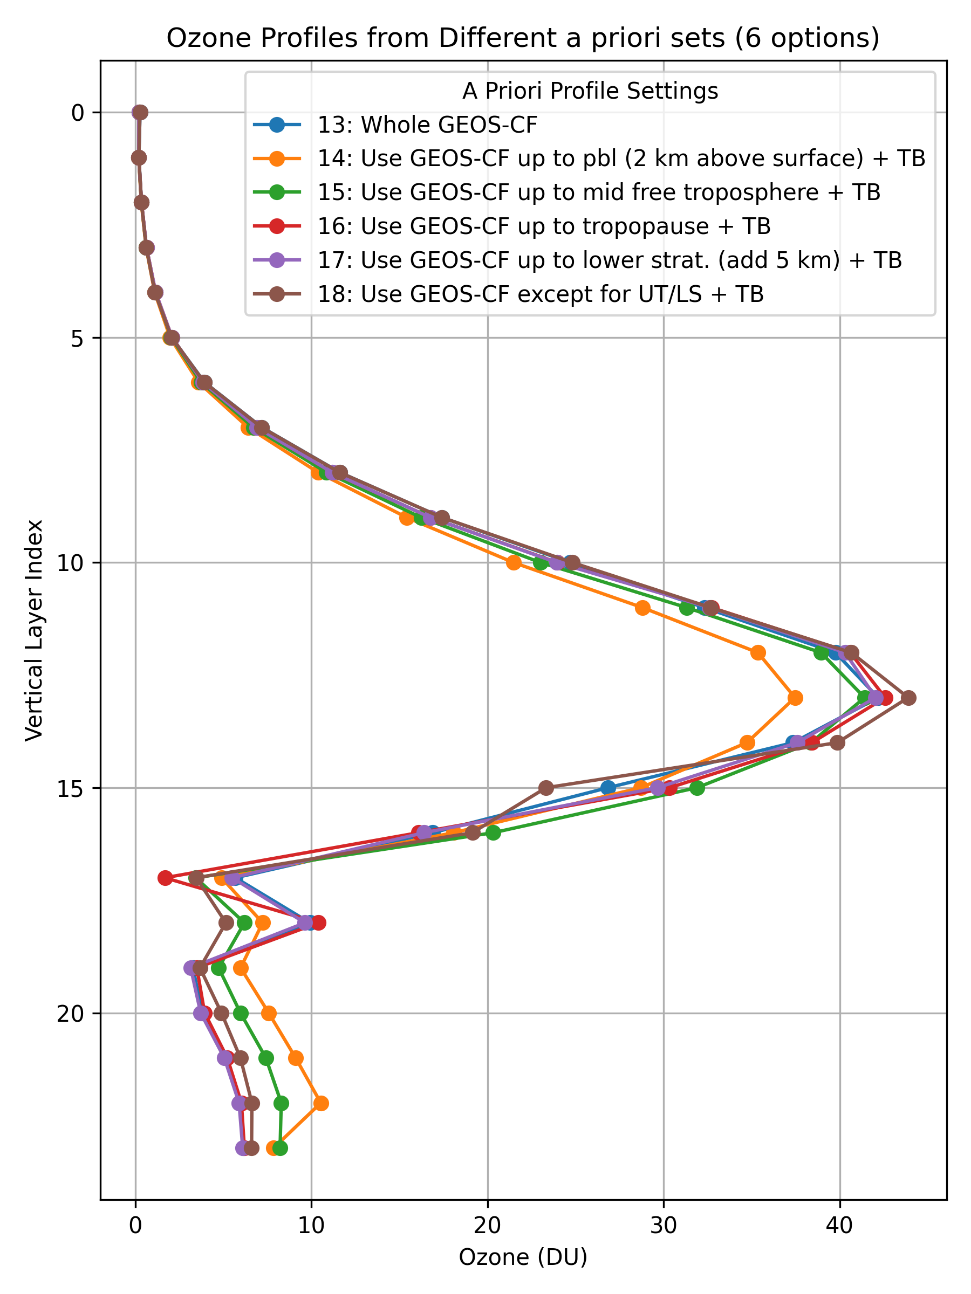 Ozone Profiles from Different a priori sets (6 options)
A Priori Profile Settings
13: Whole GEOS-CF
14: Use GEOS-CF up to pbl (2 km above surface) + TB
15: Use GEOS-CF up to mid free troposphere + TB
16: Use GEOS-CF up to tropopause + TB
17: Use GEOS-CF up to lower strat. (add 5 km) + TB
18: Use GEOS-CF except for UT/LS + TB
0
5
10
15
20
Vertical Layer Index
0 10 20 30 40
Ozone (DU)